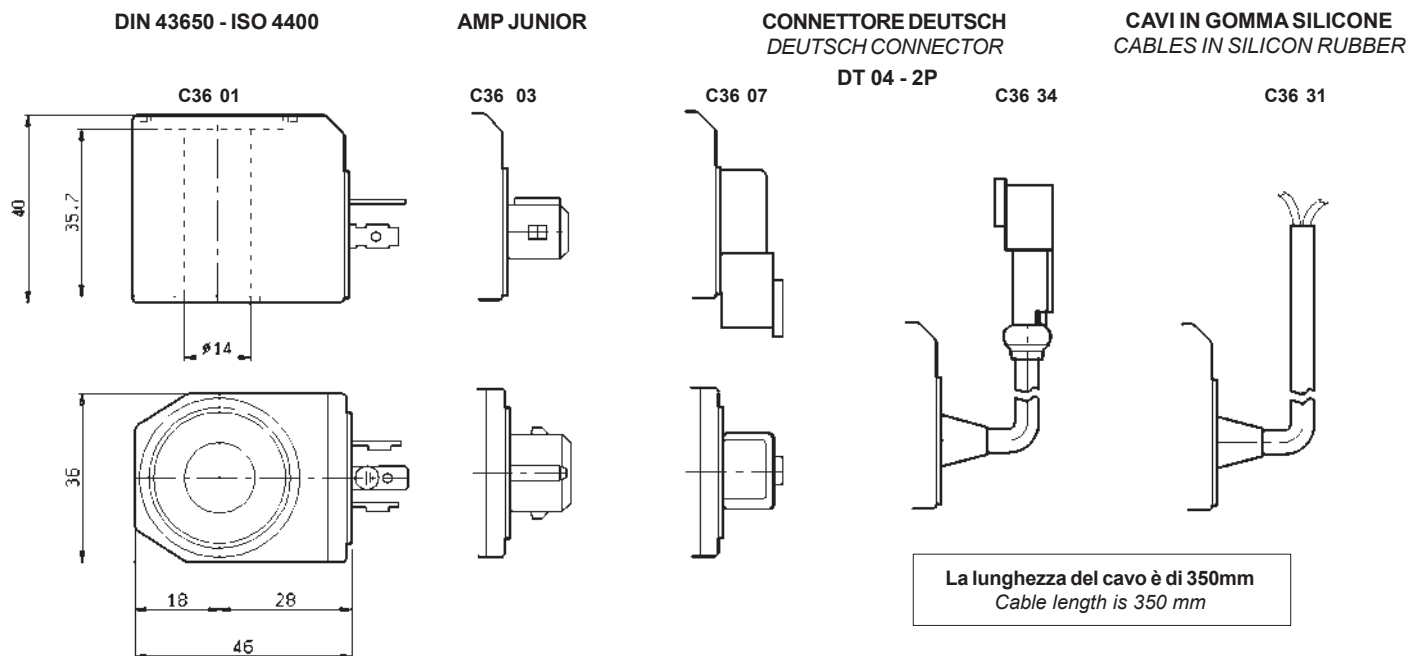 DIN 43650 - ISO 4400
AMP JUNIOR
CONNETTORE DEUTSCH
DEUTSCH CONNECTOR
DT 04 - 2P
CAVI IN GOMMA SILICONE
CABLES IN SILICON RUBBER
C36 01
C36 03
C36 07
C36 34
C36 31
40
35.7
ø14
36
18
28
46
La lunghezza del cavo è di 350mm
Cable length is 350 mm